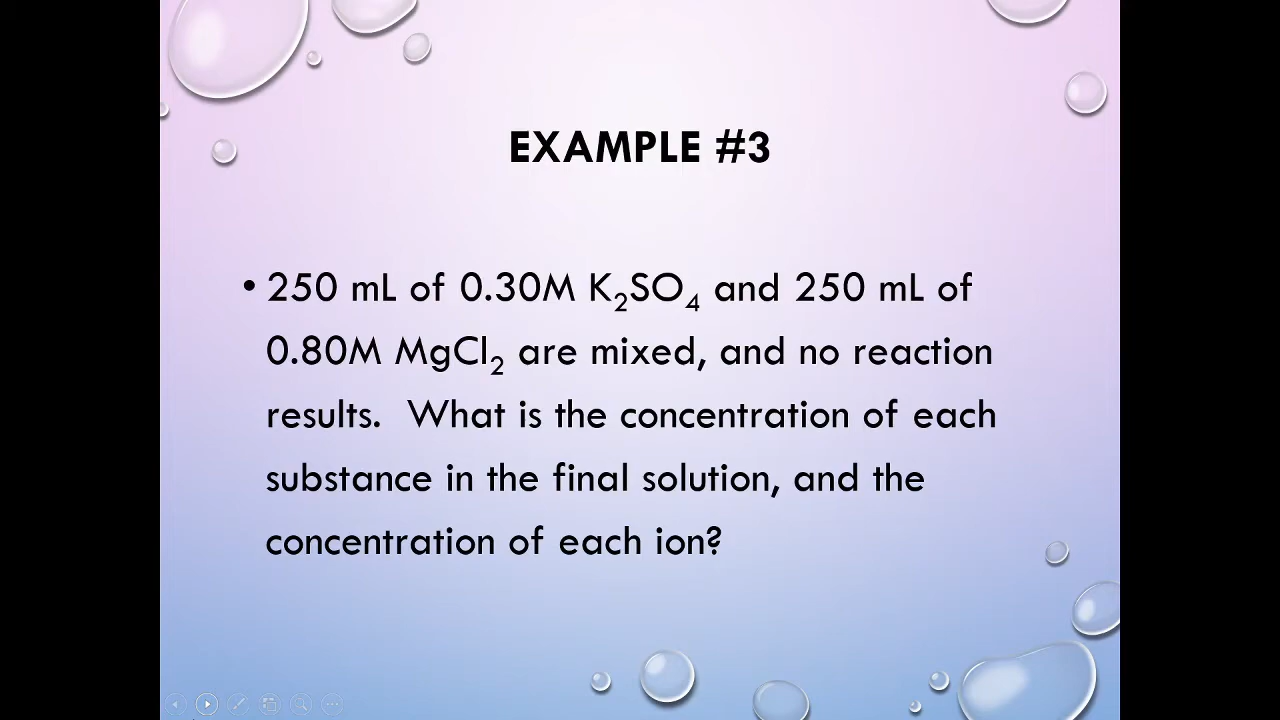 EXAMPLE #3
• 250 mL of 0.30M K₂SO₄ and 250 mL of
0.80M MgCl₂ are mixed, and no reaction
results.  What is the concentration of each
substance in the final solution, and the
concentration of each ion?